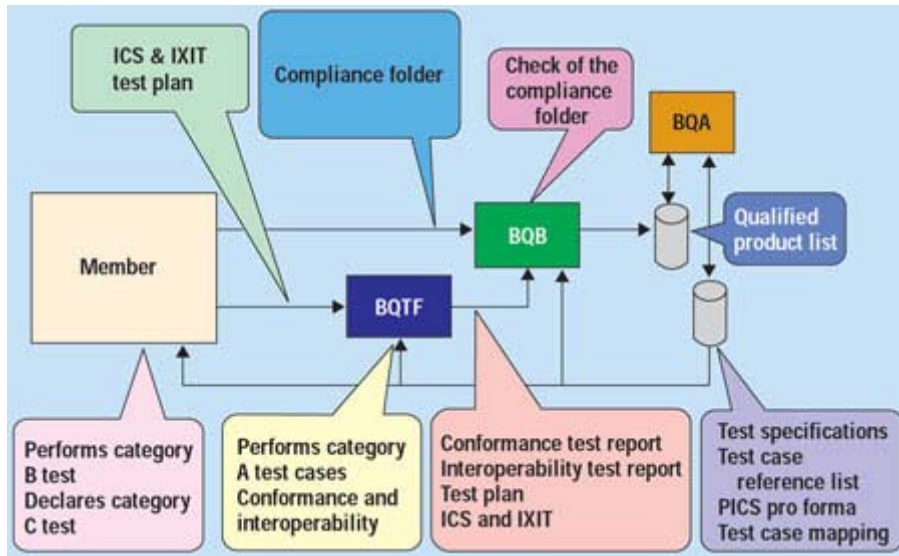 ICS & IXIT
test plan
Compliance folder
Check of the
compliance
folder
BQA
Member
BQB
Qualified
product list
BQTF
Performs category
B test
Declares category
C test
Performs category
A test cases
Conformance and
interoperability
Conformance test report
Interoperability test report
Test plan
ICS and IXIT
Test specifications
Test case
reference list
PICS pro forma
Test case mapping